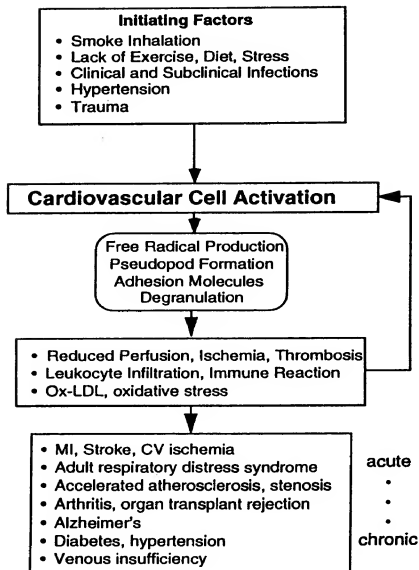 Initiating Factors
• Smoke Inhalation
• Lack of Exercise, Diet, Stress
• Clinical and Subclinical Infections
• Hypertension
• Trauma
Cardiovascular Cell Activation
Free Radical Production
Pseudopod Formation
Adhesion Molecules
Degranulation
• Reduced Perfusion, Ischemia, Thrombosis
• Leukocyte Infiltration, Immune Reaction
• Ox-LDL, oxidative stress
• MI, Stroke, CV ischemia
• Adult respiratory distress syndrome
• Accelerated atherosclerosis, stenosis
• Arthritis, organ transplant rejection
• Alzheimer's
• Diabetes, hypertension
• Venous insufficiency
acute
•
•
•
chronic